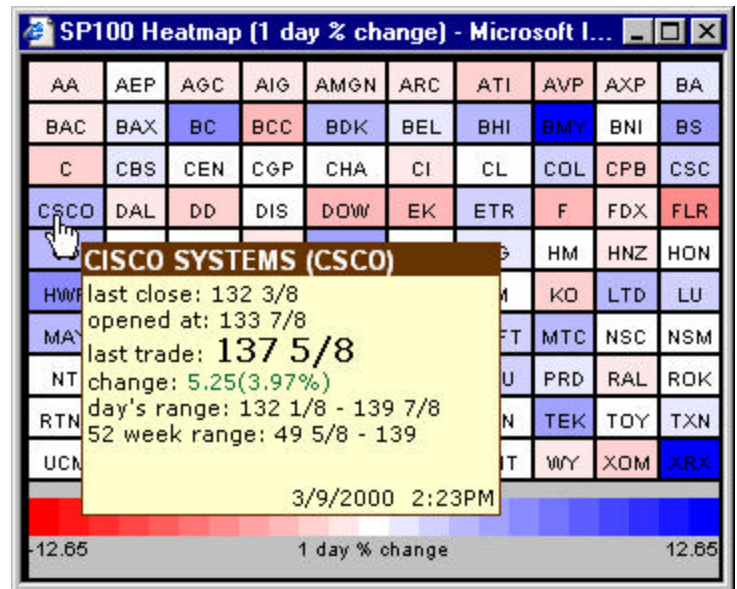 SP100 Heatmap (1 day % change) - Microsoft I...
AA AEP AGC AIG AMGN ARC ATI AVP AXP BA
BAC BAX BC BCC BDK BEL BHI BMY BNI BS
C CBS CEN CGP CHA CI CL COL CPB CSC
CSCO DAL DD DIS DOW EK ETR F FDX FLR
HM HNZ HON
KO LTD LU
MTC NSC NSM
NT PRD RAL ROK
RTN TEK TOY TXN
WY XOM XRX
CISCO SYSTEMS (CSCO)
last close: 132 3/8
opened at: 133 7/8
last trade: 137 5/8
change: 5.25(3.97%)
day's range: 132 1/8 - 139 7/8
52 week range: 49 5/8 - 139
3/9/2000 2:23PM
-12.65 1 day % change 12.65